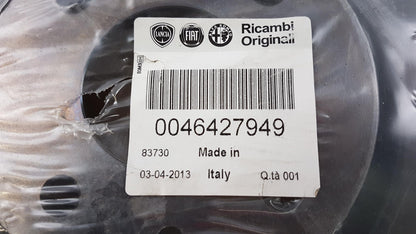 LANCIA FIAT Ricambi
Originali
0046427949
83730 Made in
03-04-2013 Italy Q.tà 001